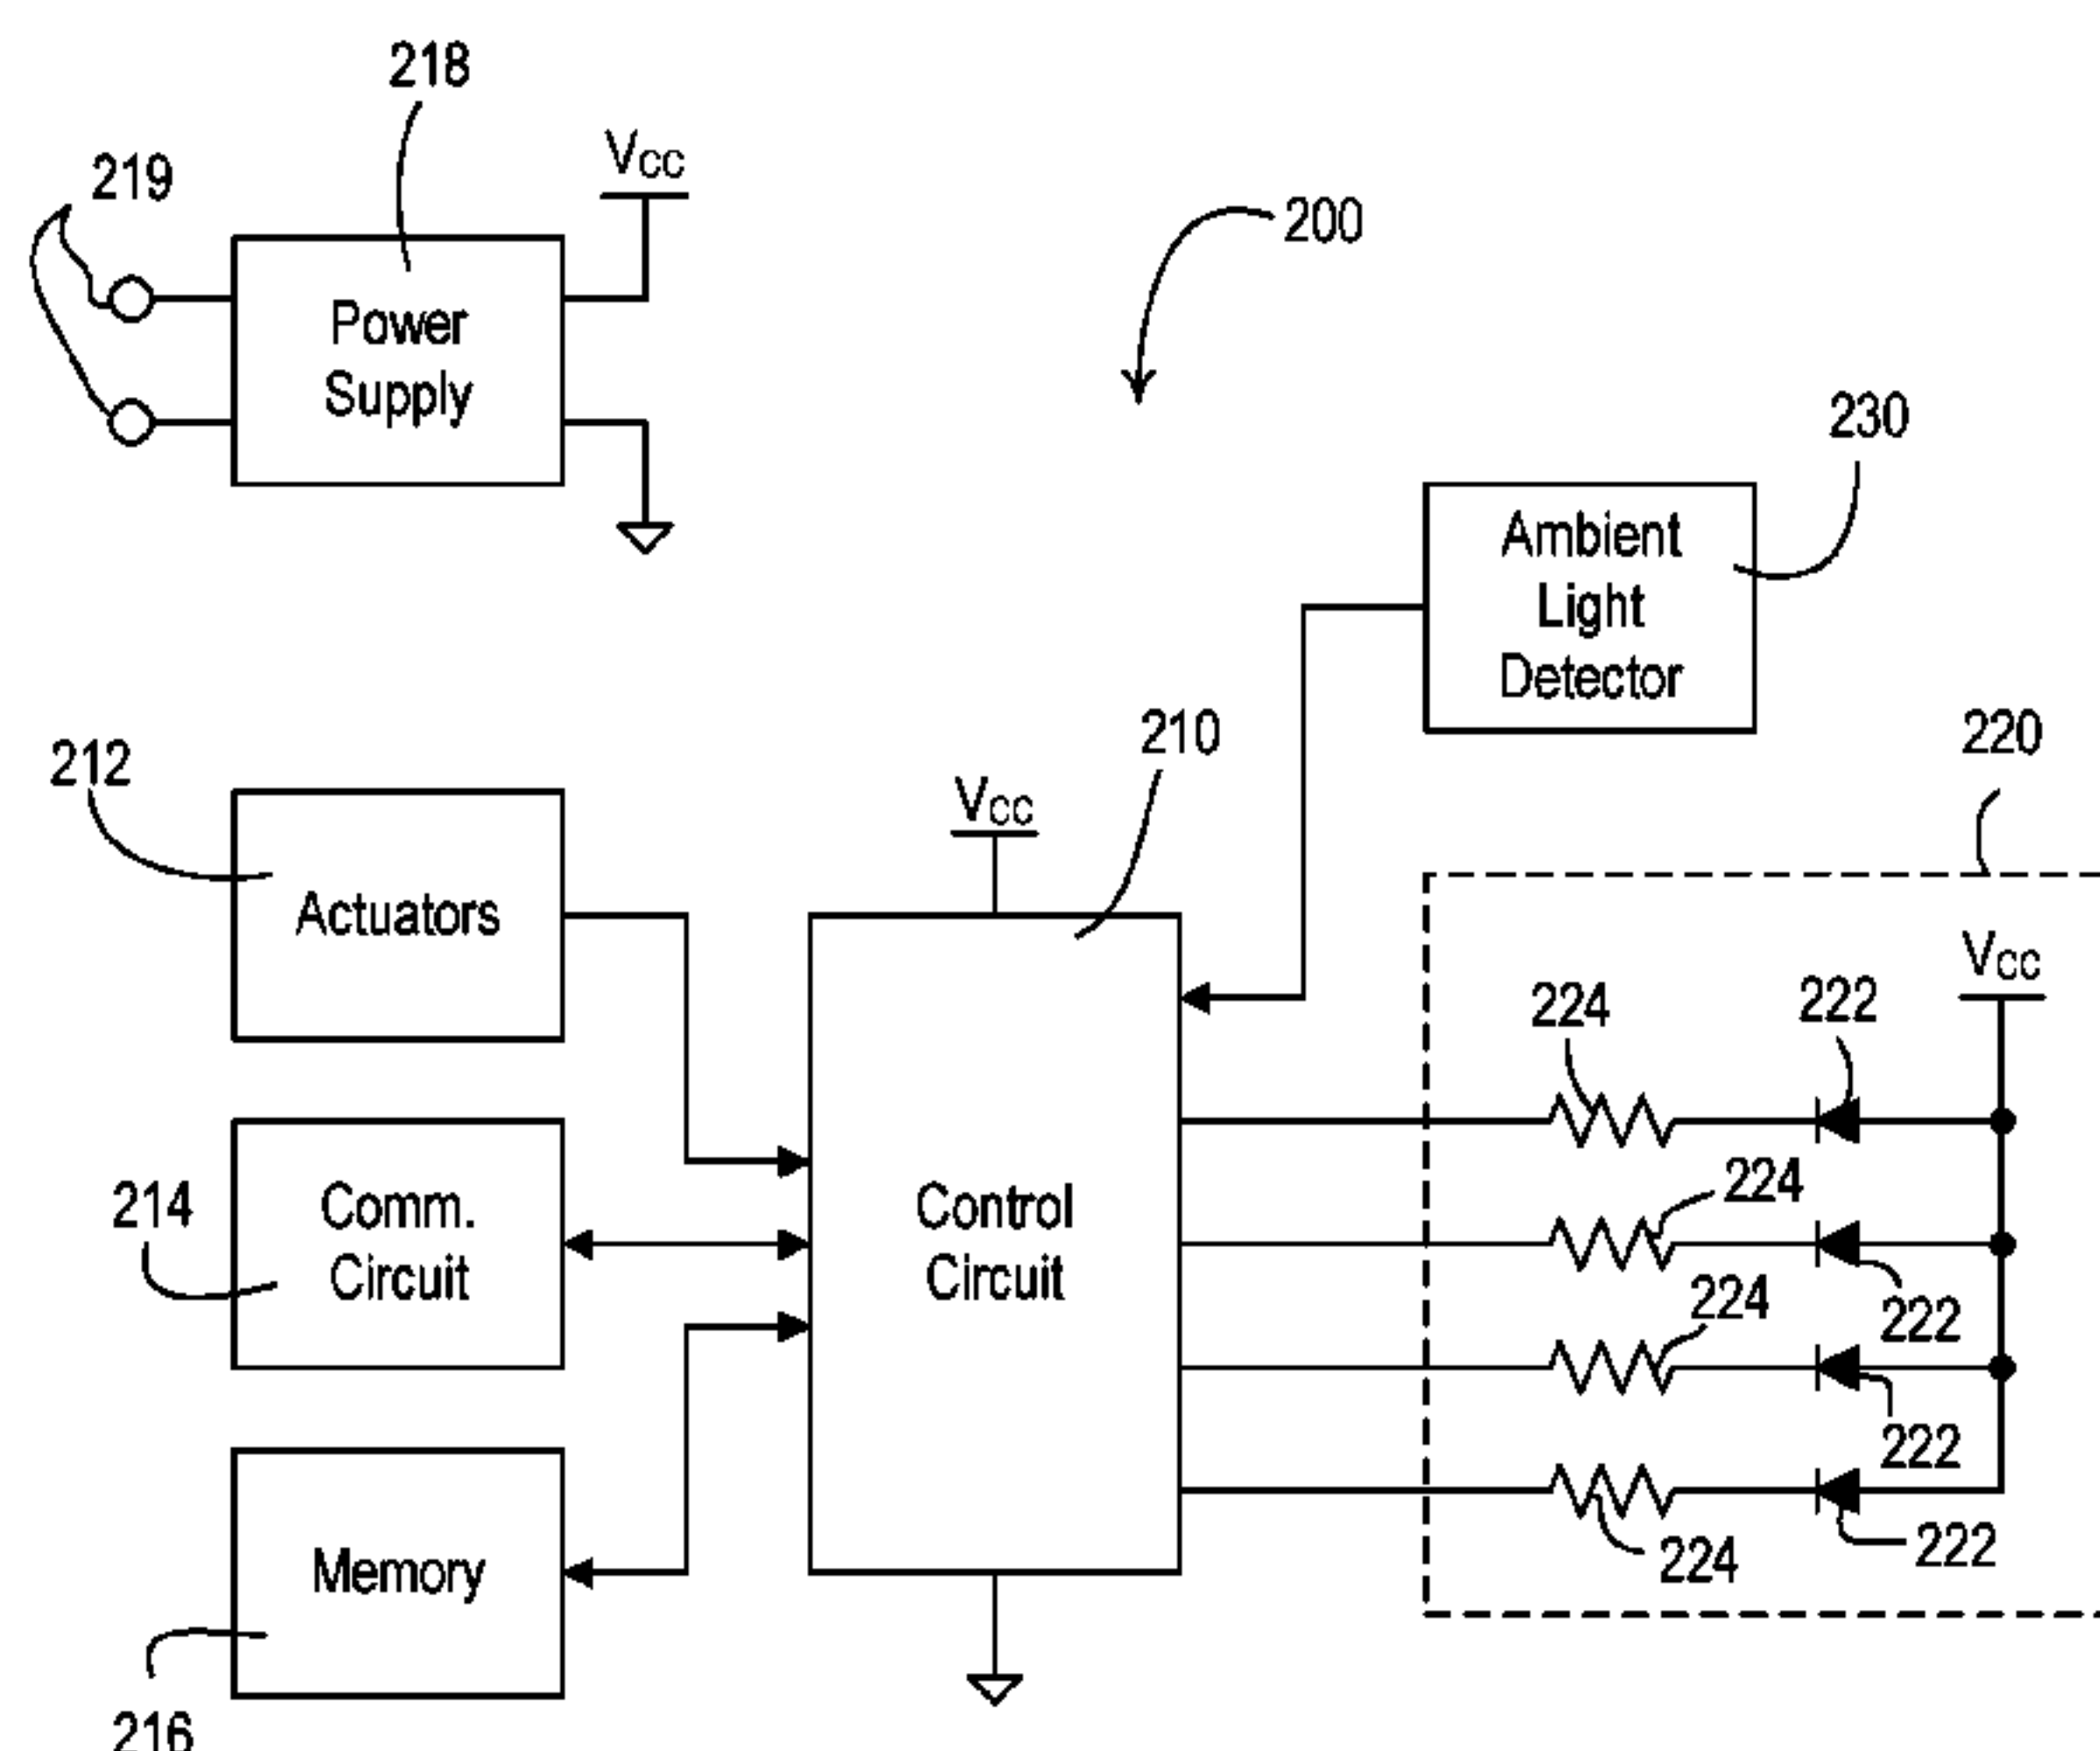 218
VCC
219
200
Power
Supply
230
Ambient
Light
Detector
210
220
212
VCC
Actuators
VCC
224
222
224
214
Comm.
Circuit
Control
Circuit
224
222
222
Memory
222
224
216